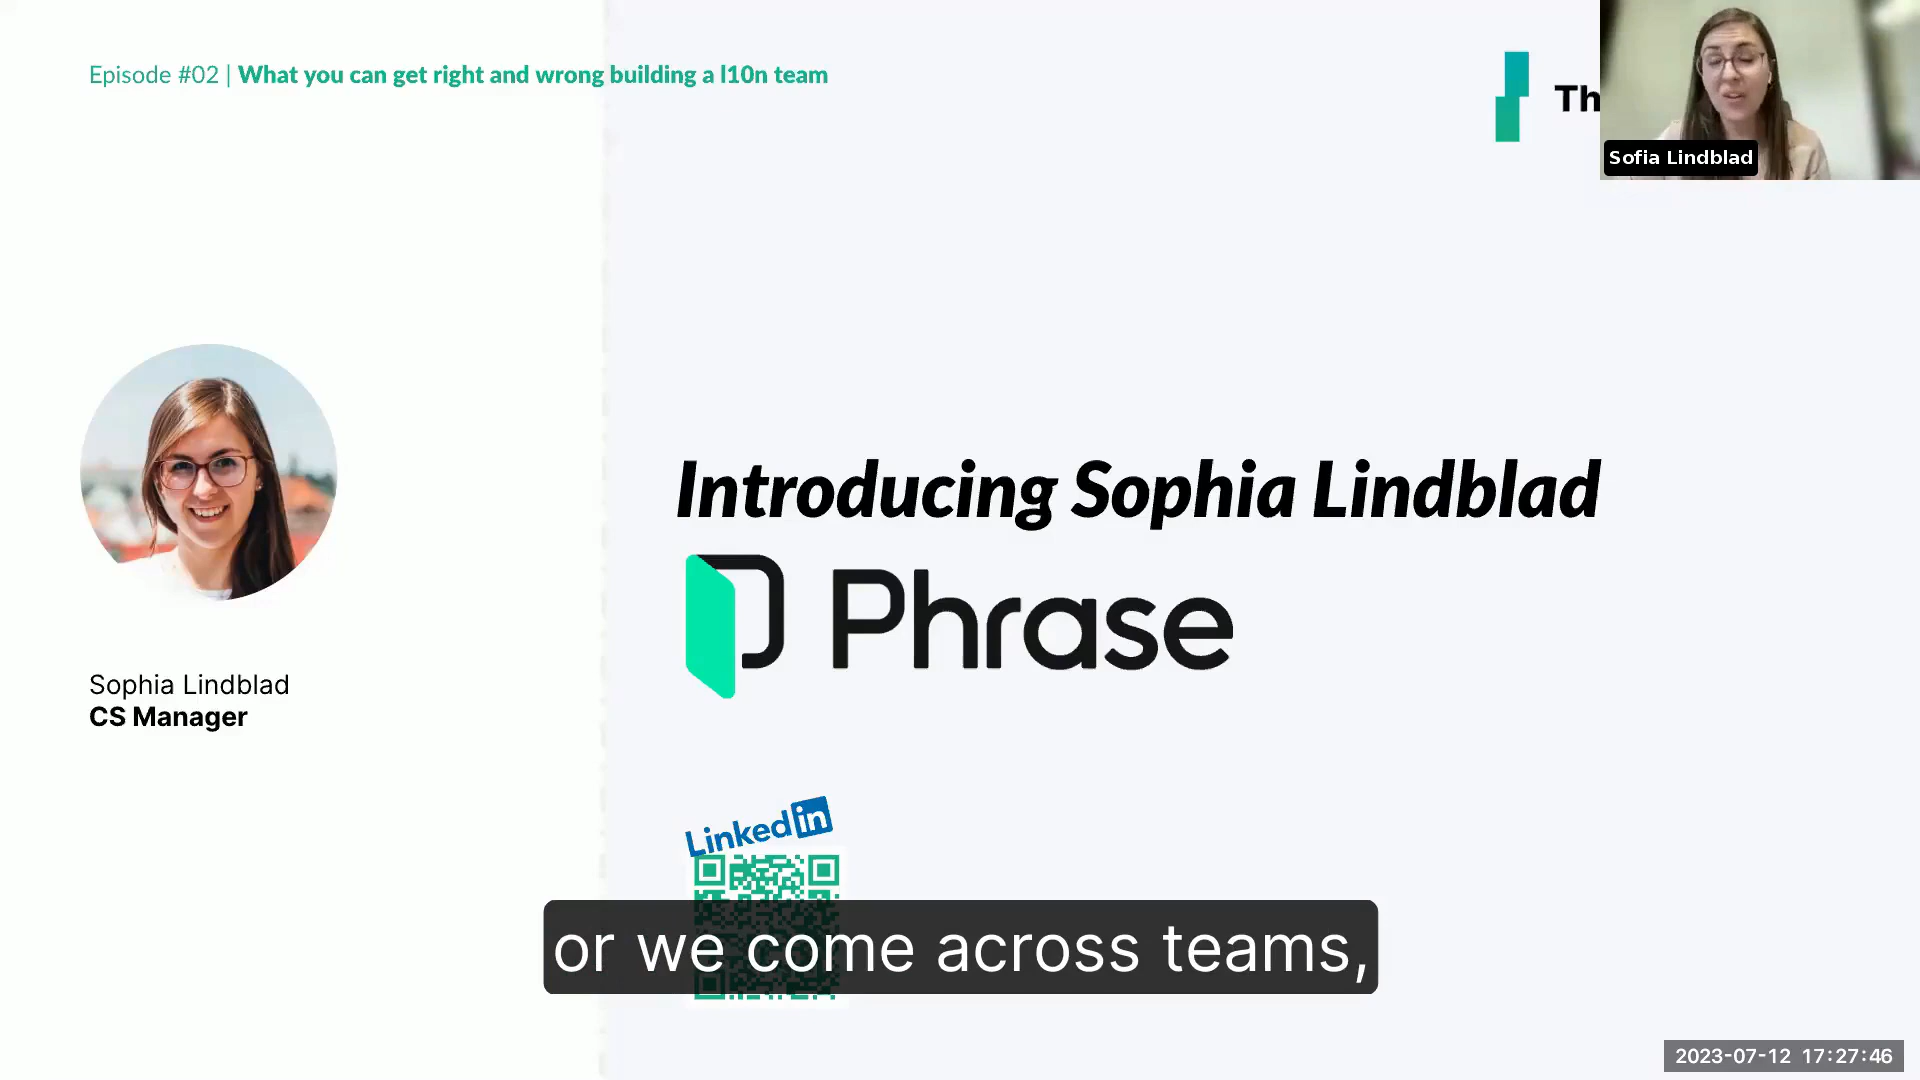 Episode #02 | What you can get right and wrong building a l10n team
Th
Sofia Lindblad
Introducing Sophia Lindblad
Phrase
Sophia Lindblad
CS Manager
Linkedin
or we come across teams,
2023-07-12 17:27:46